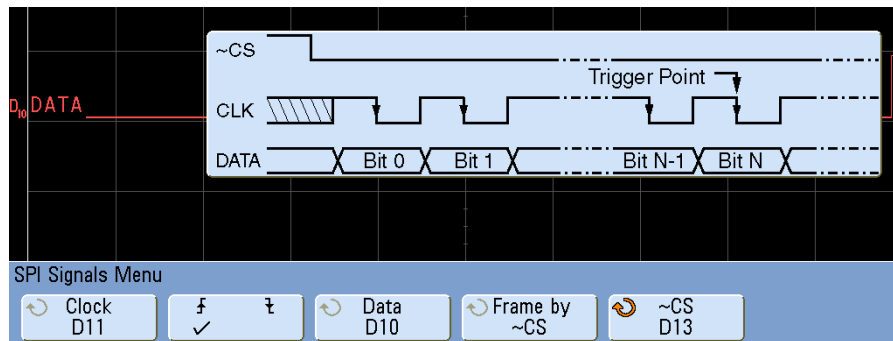 ~CS
Trigger Point
D10 DATA
CLK
DATA Bit 0 Bit 1 Bit N-1 Bit N
SPI Signals Menu
Clock Data Frame by ~CS
D11 ✓ D10 ~CS D13